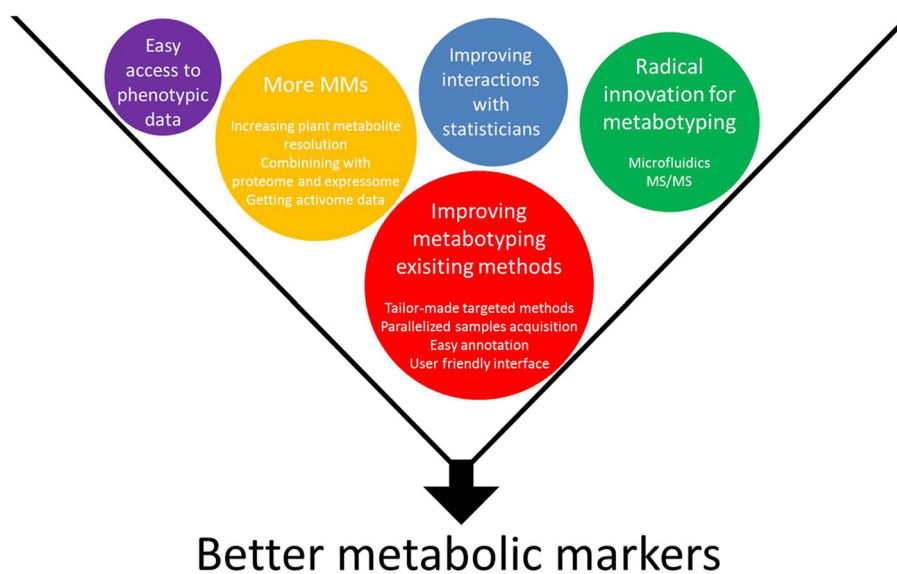 Easy
access to
phenotypic
data
More MMs
Increasing plant metabolite
resolution
Combinining with
proteome and expressome
Getting activome data
Improving
interactions
with
statisticians
Radical
innovation for
metabotyping
Microfluidics
MS/MS
Improving
metabotyping
exisiting methods
Tailor-made targeted methods
Parallelized samples acquisition
Easy annotation
User friendly interface
Better metabolic markers